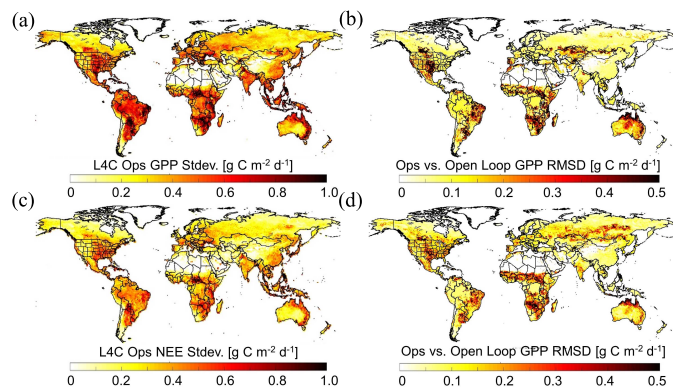 (a) (b)
L4C Ops GPP Stdev. [g C m⁻² d⁻¹] Ops vs. Open Loop GPP RMSD [g C m⁻² d⁻¹]
0 0.2 0.4 0.6 0.8 1.0 0 0.1 0.2 0.3 0.4 0.5
(c) (d)
L4C Ops NEE Stdev. [g C m⁻² d⁻¹] Ops vs. Open Loop GPP RMSD [g C m⁻² d⁻¹]
0 0.2 0.4 0.6 0.8 1.0 0 0.1 0.2 0.3 0.4 0.5